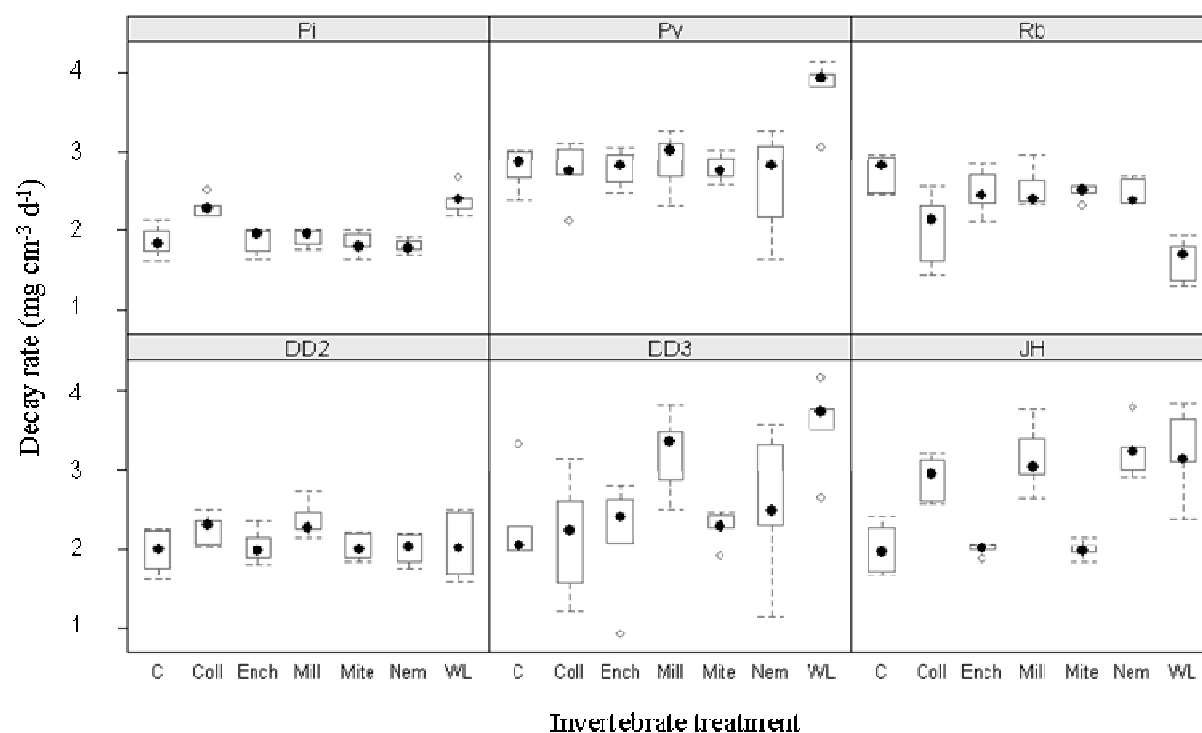 Pi Pv Rb
4
3
2
1
DD2 DD3 JH
4
3
2
1
Decay rate (mg cm-3 d-1)
C Coll Ench Mill Mite Nem WL C Coll Ench Mill Mite Nem WL C Coll Ench Mill Mite Nem WL
Invertebrate treatment